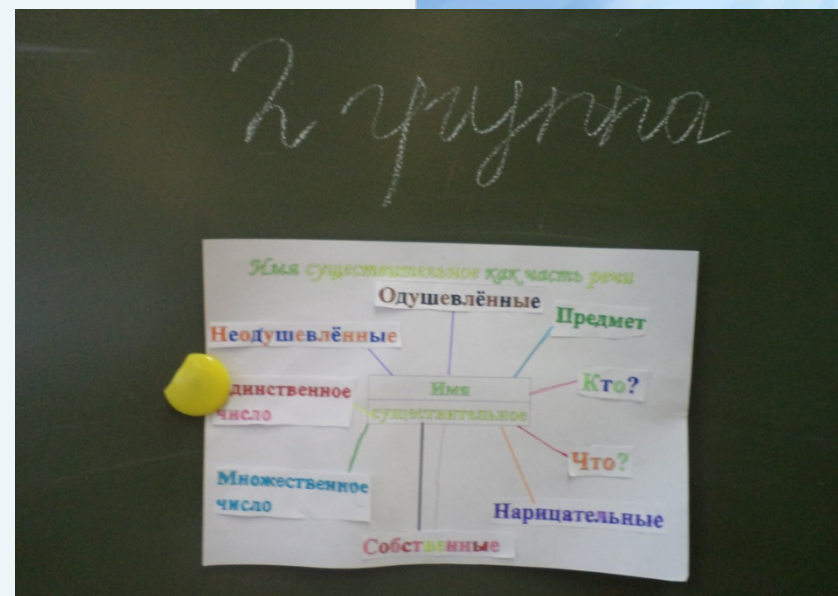 2 группа
Имя существительное как часть речи
Одушевлённые
Предмет
Неодушевлённые
Кто?
динственное
число
Имя
существительное
Что?
Множественное
число
Нарицательные
Собственные